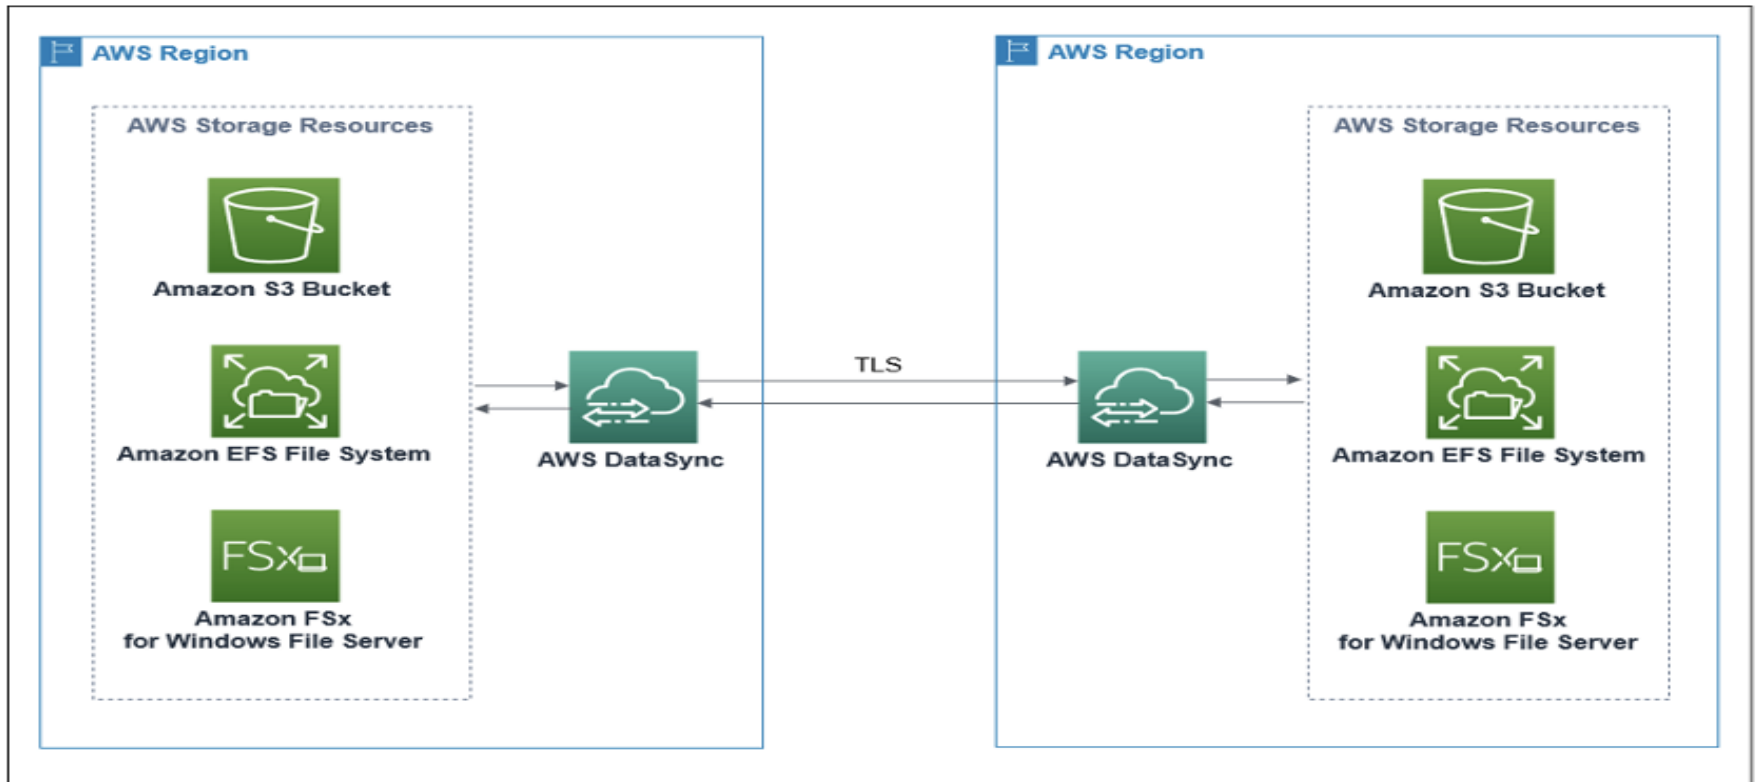 AWS Region
AWS Storage Resources
Amazon S3 Bucket
Amazon EFS File System
FSx
Amazon FSx
for Windows File Server
AWS DataSync
TLS
AWS Region
AWS DataSync
AWS Storage Resources
Amazon S3 Bucket
Amazon EFS File System
FSx
Amazon FSx
for Windows File Server